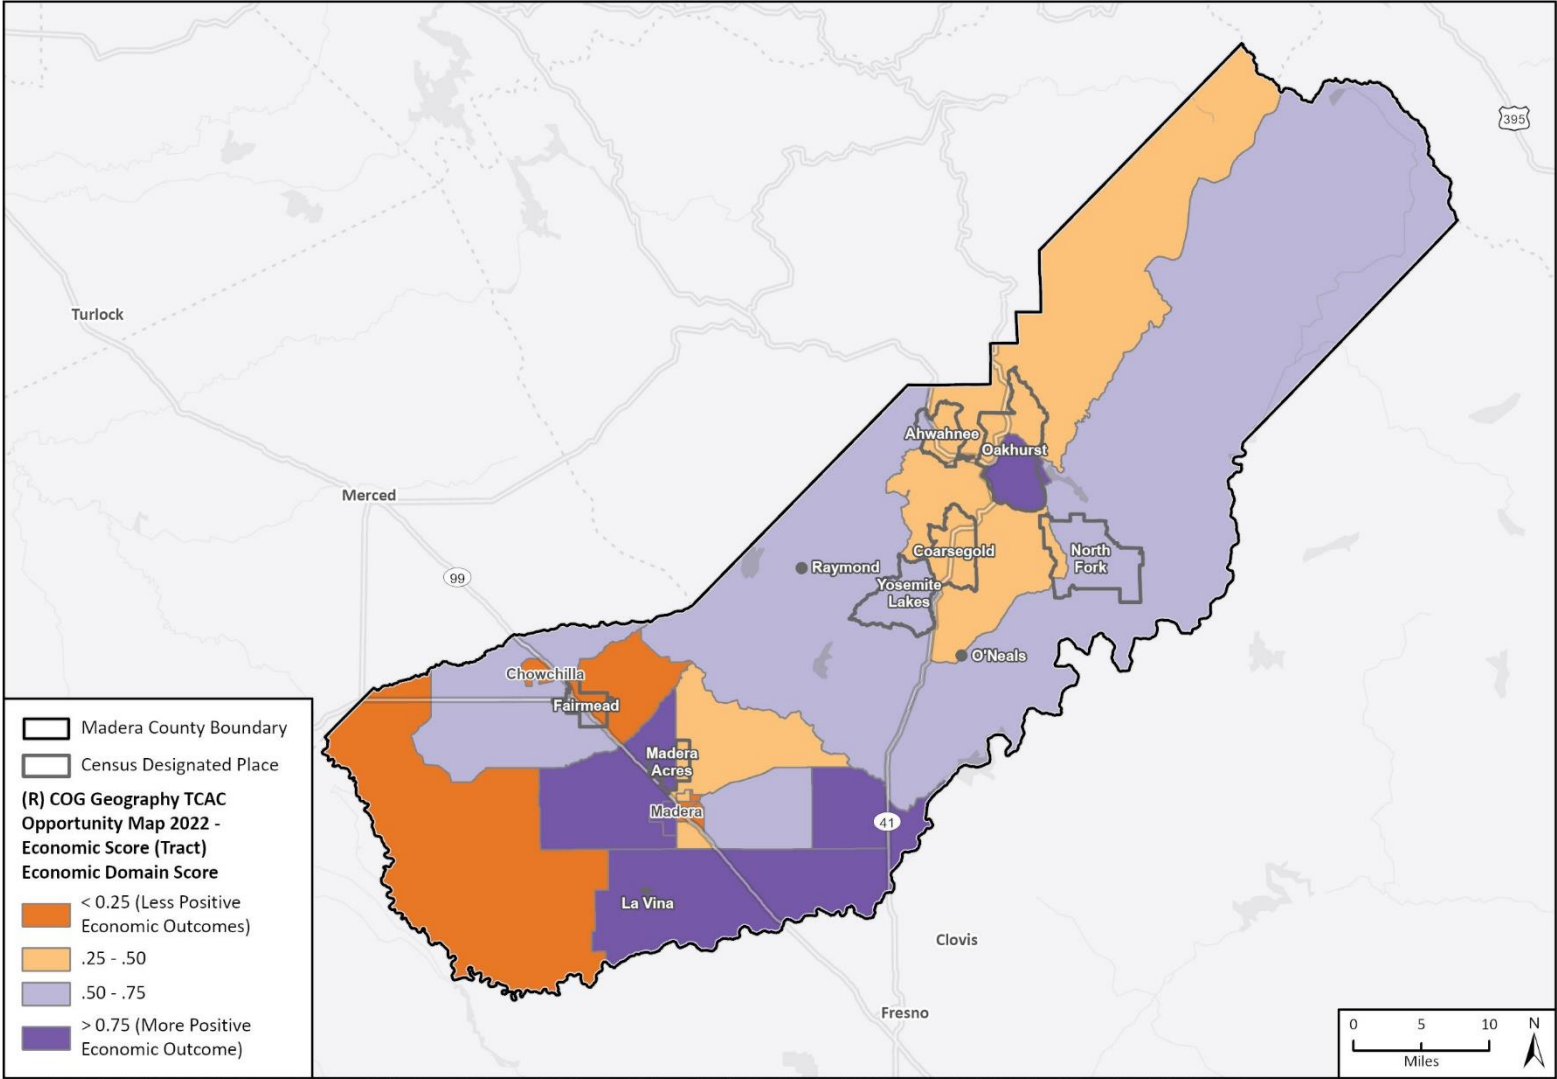 395
Turlock
Ahwahnee
Oakhurst
Merced
Coarsegold
North
Fork
Raymond
99
Yosemite
Lakes
O'Neals
Chowchilla
Fairmead
Madera
Acres
Madera
41
La Vina
Clovis
Fresno
Madera County Boundary
Census Designated Place
(R) COG Geography TCAC
Opportunity Map 2022 -
Economic Score (Tract)
Economic Domain Score
< 0.25 (Less Positive
Economic Outcomes)
.25 - .50
.50 - .75
> 0.75 (More Positive
Economic Outcome)
0 5 10 N
Miles